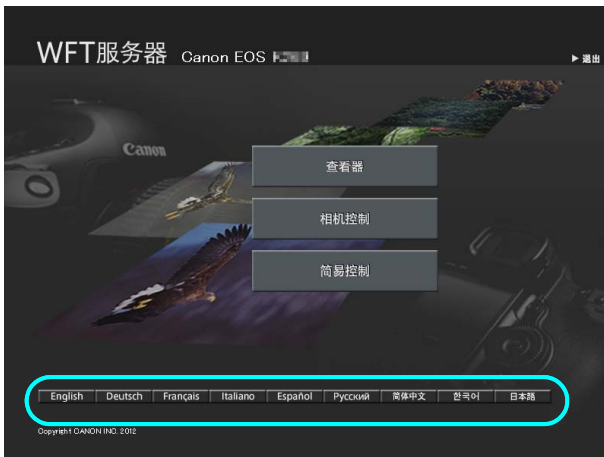 WFT服务器 Canon EOS
▶ 退出
Canon
查看器
相机控制
简易控制
English Deutsch Français Italiano Español Русский 简体中文 한국어 日本語
Copyright CANON INC. 2012